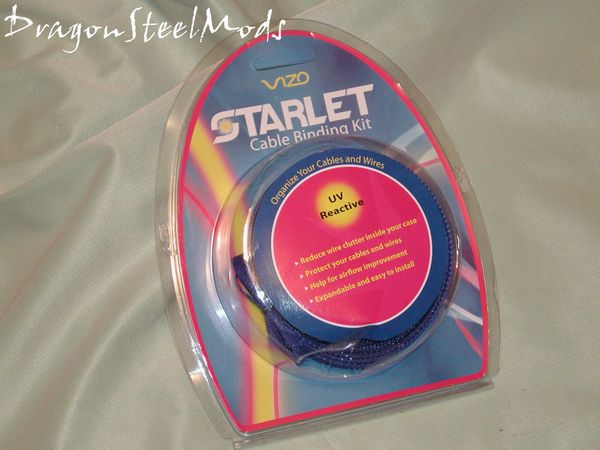 DragonSteelMods
VIZO
STARLET
Cable Binding Kit
Organize Your Cables and Wires
UV
Reactive
Reduce wire clutter inside your case
Protect your cables and wires
Help for airflow improvement
Expandable and easy to install